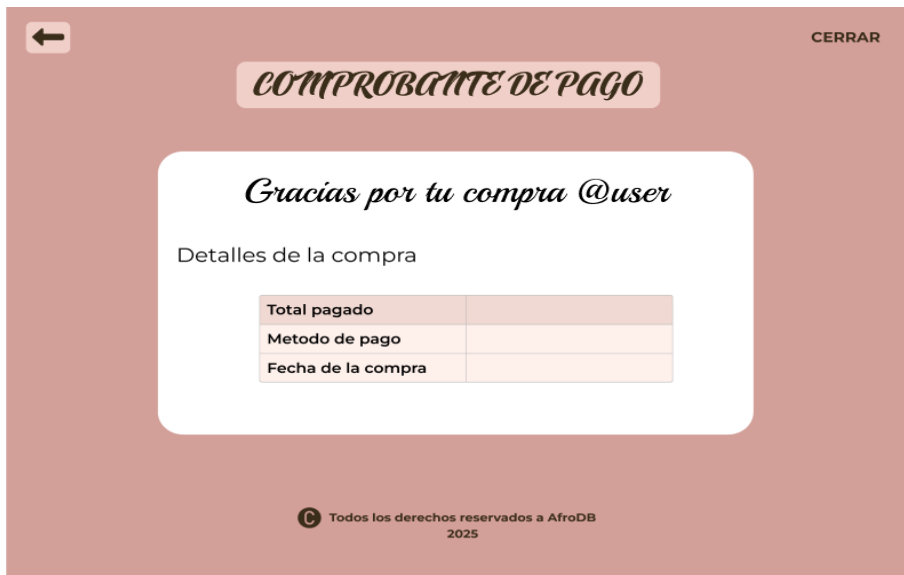 CERRAR
COMPROBANTE DE PAGO
Gracias por tu compra @user
Detalles de la compra
Total pagado
Metodo de pago
Fecha de la compra
C Todos los derechos reservados a AfroDB
2025